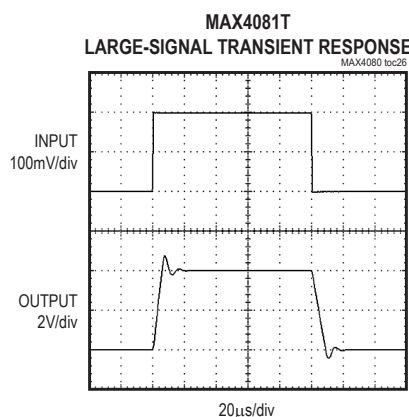 MAX4081T
LARGE-SIGNAL TRANSIENT RESPONSE
MAX4080 toc26
INPUT
100mV/div
OUTPUT
2V/div
20µs/div